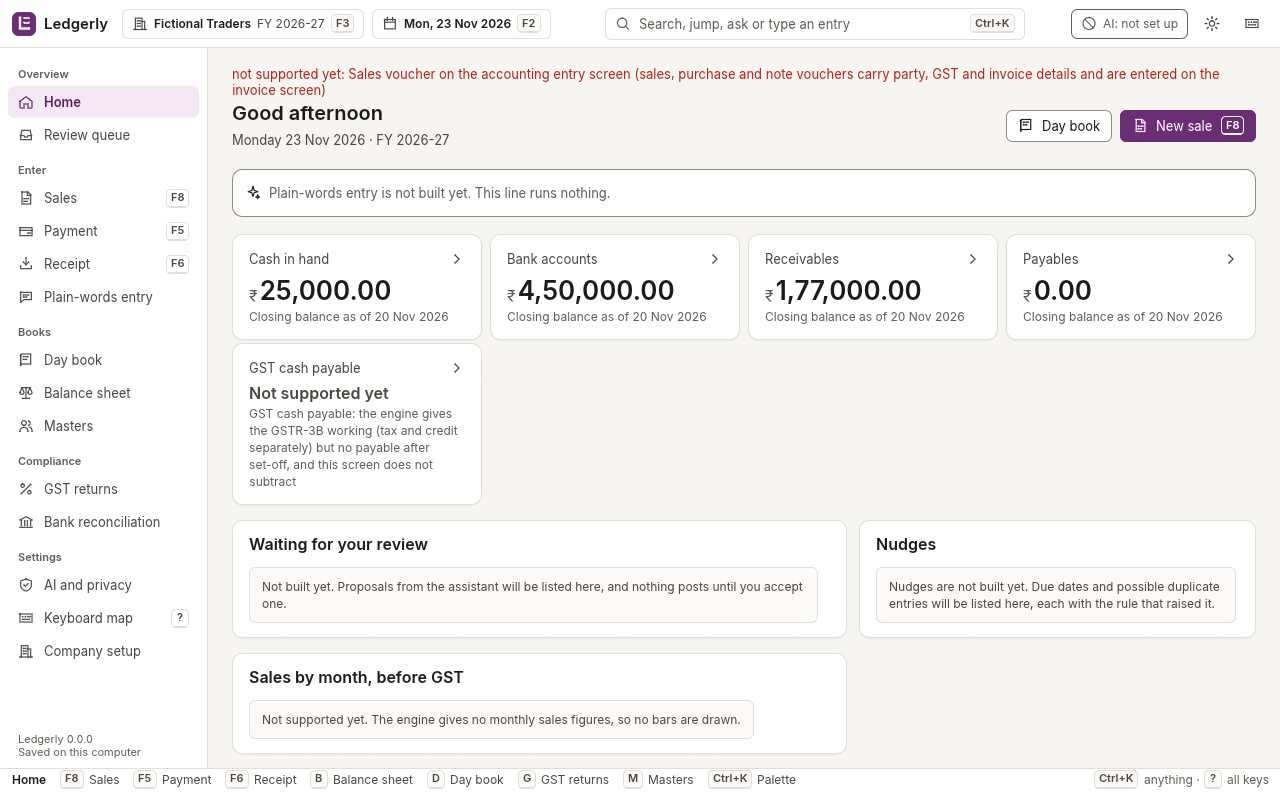 Ledgerly
Fictional Traders FY 2026-27 F3
Mon, 23 Nov 2026 F2
Search, jump, ask or type an entry Ctrl+K
AI: not set up
Overview
Home
Review queue
Enter
Sales F8
Payment F5
Receipt F6
Plain-words entry
Books
Day book
Balance sheet
Masters
Compliance
GST returns
Bank reconciliation
Settings
AI and privacy
Keyboard map ?
Company setup
Ledgerly 0.0.0
Saved on this computer
not supported yet: Sales voucher on the accounting entry screen (sales, purchase and note vouchers carry party, GST and invoice details and are entered on the
invoice screen)
Good afternoon
Monday 23 Nov 2026 · FY 2026-27
Day book
New sale F8
Plain-words entry is not built yet. This line runs nothing.
Cash in hand
₹25,000.00
Closing balance as of 20 Nov 2026
Bank accounts
₹4,50,000.00
Closing balance as of 20 Nov 2026
Receivables
₹1,77,000.00
Closing balance as of 20 Nov 2026
Payables
₹0.00
Closing balance as of 20 Nov 2026
GST cash payable
Not supported yet
GST cash payable: the engine gives
the GSTR-3B working (tax and credit
separately) but no payable after
set-off, and this screen does not
subtract
Waiting for your review
Not built yet. Proposals from the assistant will be listed here, and nothing posts until you accept
one.
Nudges
Nudges are not built yet. Due dates and possible duplicate
entries will be listed here, each with the rule that raised it.
Sales by month, before GST
Not supported yet. The engine gives no monthly sales figures, so no bars are drawn.
Home F8 Sales F5 Payment F6 Receipt B Balance sheet D Day book G GST returns M Masters Ctrl+K Palette Ctrl+K anything · ? all keys